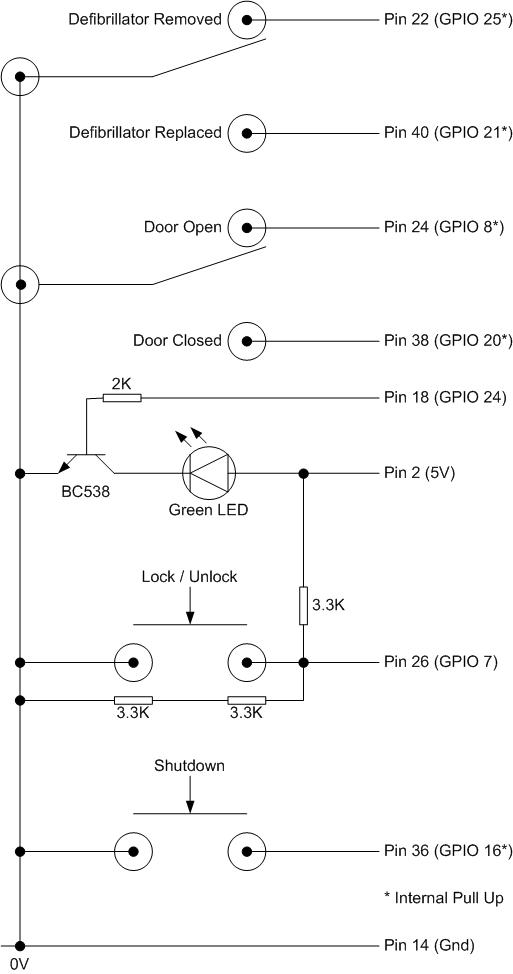 Defibrillator Removed
Pin 22 (GPIO 25*)
Defibrillator Replaced
Pin 40 (GPIO 21*)
Door Open
Pin 24 (GPIO 8*)
Door Closed
Pin 38 (GPIO 20*)
2K
Pin 18 (GPIO 24)
Pin 2 (5V)
BC538
Green LED
Lock / Unlock
3.3K
Pin 26 (GPIO 7)
3.3K
3.3K
Shutdown
Pin 36 (GPIO 16*)
* Internal Pull Up
Pin 14 (Gnd)
0V